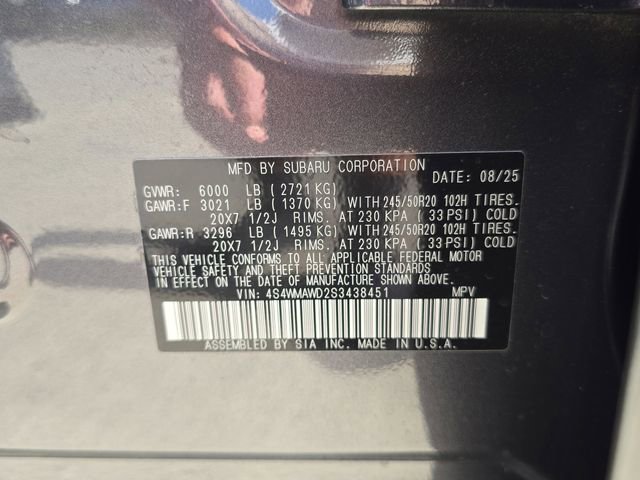 MFD BY SUBARU CORPORATION
DATE: 08/25
GVWR: 6000 LB (2721 KG)
GAWR:F 3021 LB (1370 KG) WITH 245/50R20 102H TIRES.
20X7 1/2J RIMS. AT 230 KPA (33 PSI) COLD
GAWR:R 3296 LB (1495 KG) WITH 245/50R20 102H TIRES.
20X7 1/2J RIMS. AT 230 KPA (33 PSI) COLD
THIS VEHICLE CONFORMS TO ALL APPLICABLE FEDERAL MOTOR
VEHICLE SAFETY AND THEFT PREVENTION STANDARDS
IN EFFECT ON THE DATE OF MANUFACTURE SHOWN ABOVE.
VIN: 4S4WMAWD2S3438451 MPV
ASSEMBLED BY SIA INC. MADE IN U.S.A.